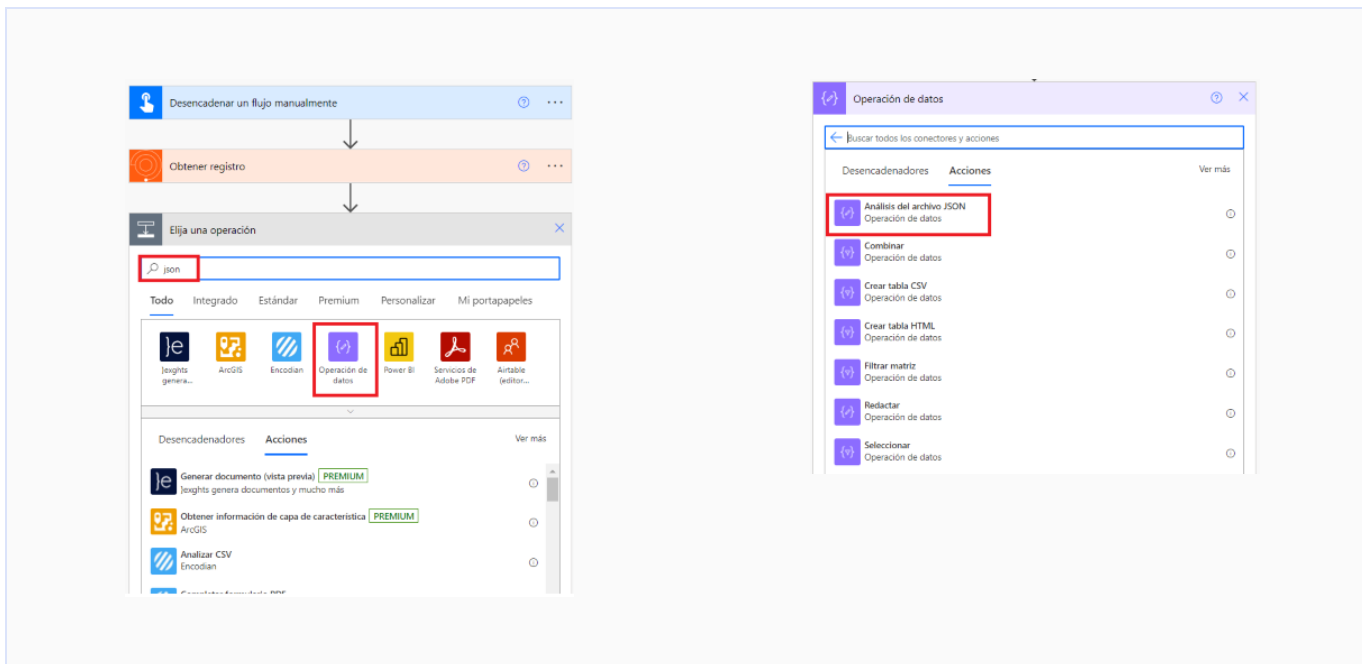 Desencadenar un flujo manualmente
Obtener registro
Elija una operación
json
Todo Integrado Estándar Premium Personalizar Mi portapapeles
}e ArcGIS Encodian Operación de datos Power BI Servicios de Adobe PDF Airtable (editor...
Jexghts genera...
Desencadenadores Acciones Ver más
Generar documento (vista previa) PREMIUM
}e Jexghts genera documentos y mucho más
Obtener información de capa de característica PREMIUM
ArcGIS
Analizar CSV
Encodian
Operación de datos
Buscar todos los conectores y acciones
Desencadenadores Acciones Ver más
Análisis del archivo JSON
Operación de datos
Combinar
Operación de datos
Crear tabla CSV
Operación de datos
Crear tabla HTML
Operación de datos
Filtrar matriz
Operación de datos
Redactar
Operación de datos
Seleccionar
Operación de datos